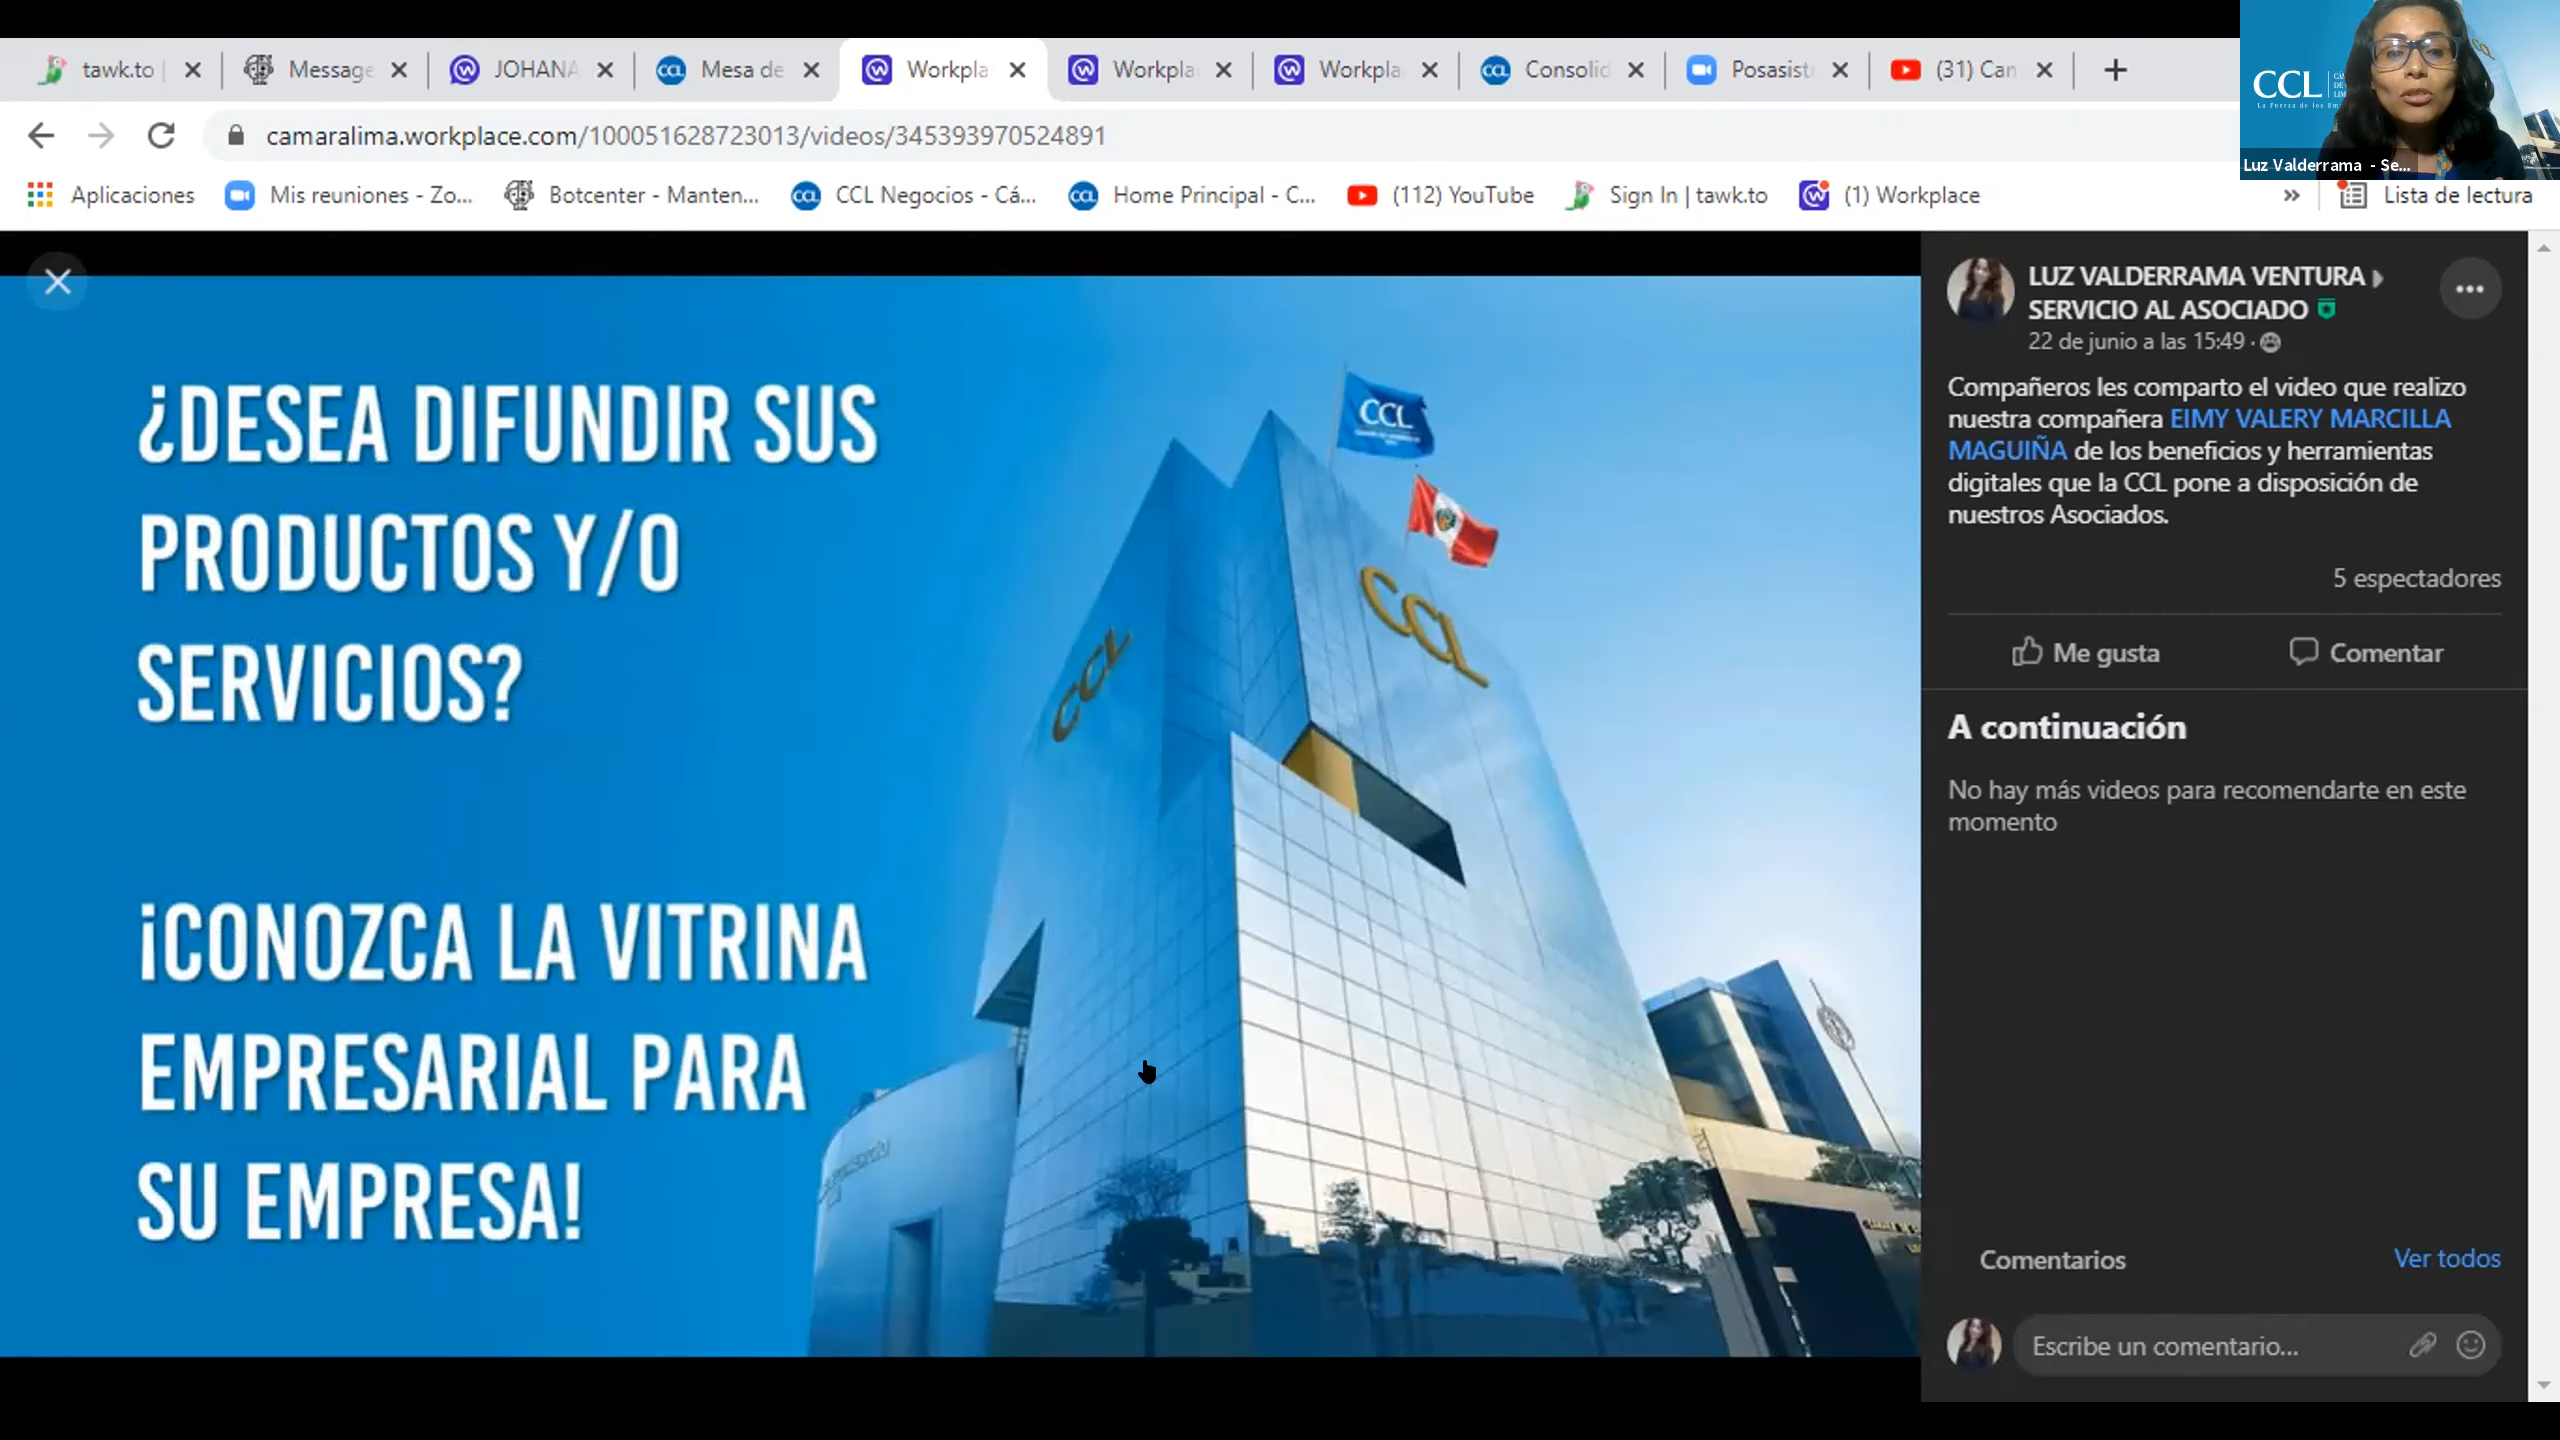 tawk.to
Message
JOHANA
Mesa de
Workpla
Workpla
Workpla
Consolid
Posasist
(31) Can
camaralima.workplace.com/100051628723013/videos/345393970524891
Aplicaciones
Mis reuniones - Zo...
Botcenter - Manten...
CCL Negocios - Cá...
Home Principal - C...
(112) YouTube
Sign In | tawk.to
(1) Workplace
»
Lista de lectura
CCL
Luz Valderrama - Se...
¿DESEA DIFUNDIR SUS
PRODUCTOS Y/O
SERVICIOS?
¡CONOZCA LA VITRINA
EMPRESARIAL PARA
SU EMPRESA!
CCL
CCL
CCL
LUZ VALDERRAMA VENTURA
SERVICIO AL ASOCIADO
22 de junio a las 15:49 ·
Compañeros les comparto el video que realizo
nuestra compañera EIMY VALERY MARCILLA
MAGUIÑA de los beneficios y herramientas
digitales que la CCL pone a disposición de
nuestros Asociados.
5 espectadores
Me gusta
Comentar
A continuación
No hay más videos para recomendarte en este
momento
Comentarios
Ver todos
Escribe un comentario...